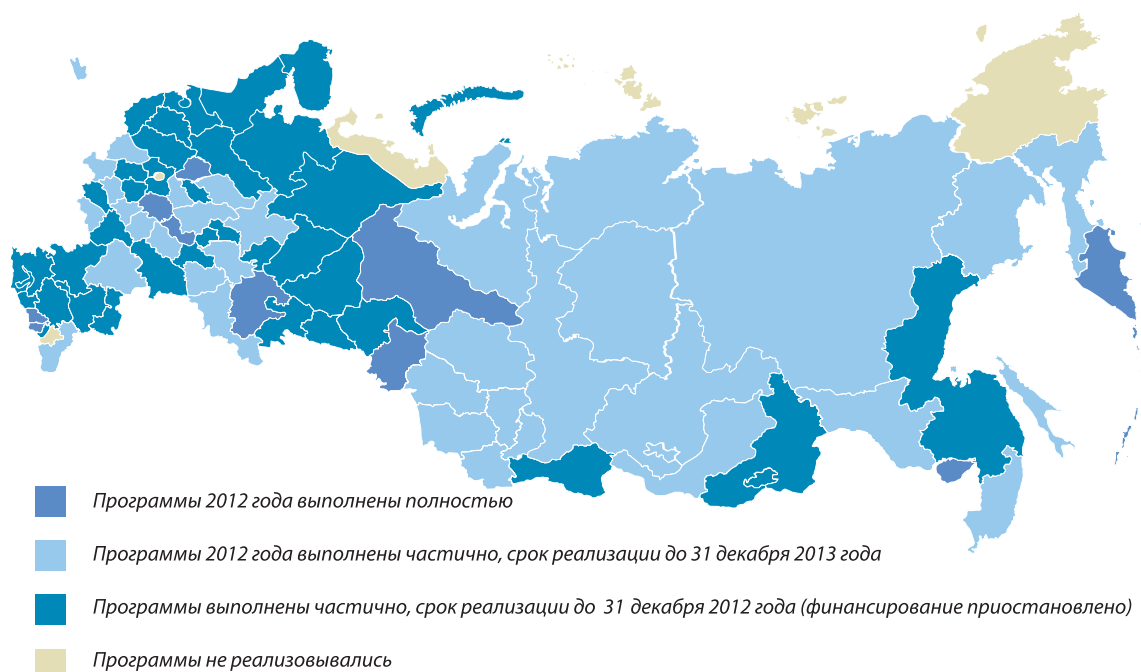 Программы 2012 года выполнены полностью
Программы 2012 года выполнены частично, срок реализации до 31 декабря 2013 года
Программы выполнены частично, срок реализации до 31 декабря 2012 года (финансирование приостановлено)
Программы не реализовывались